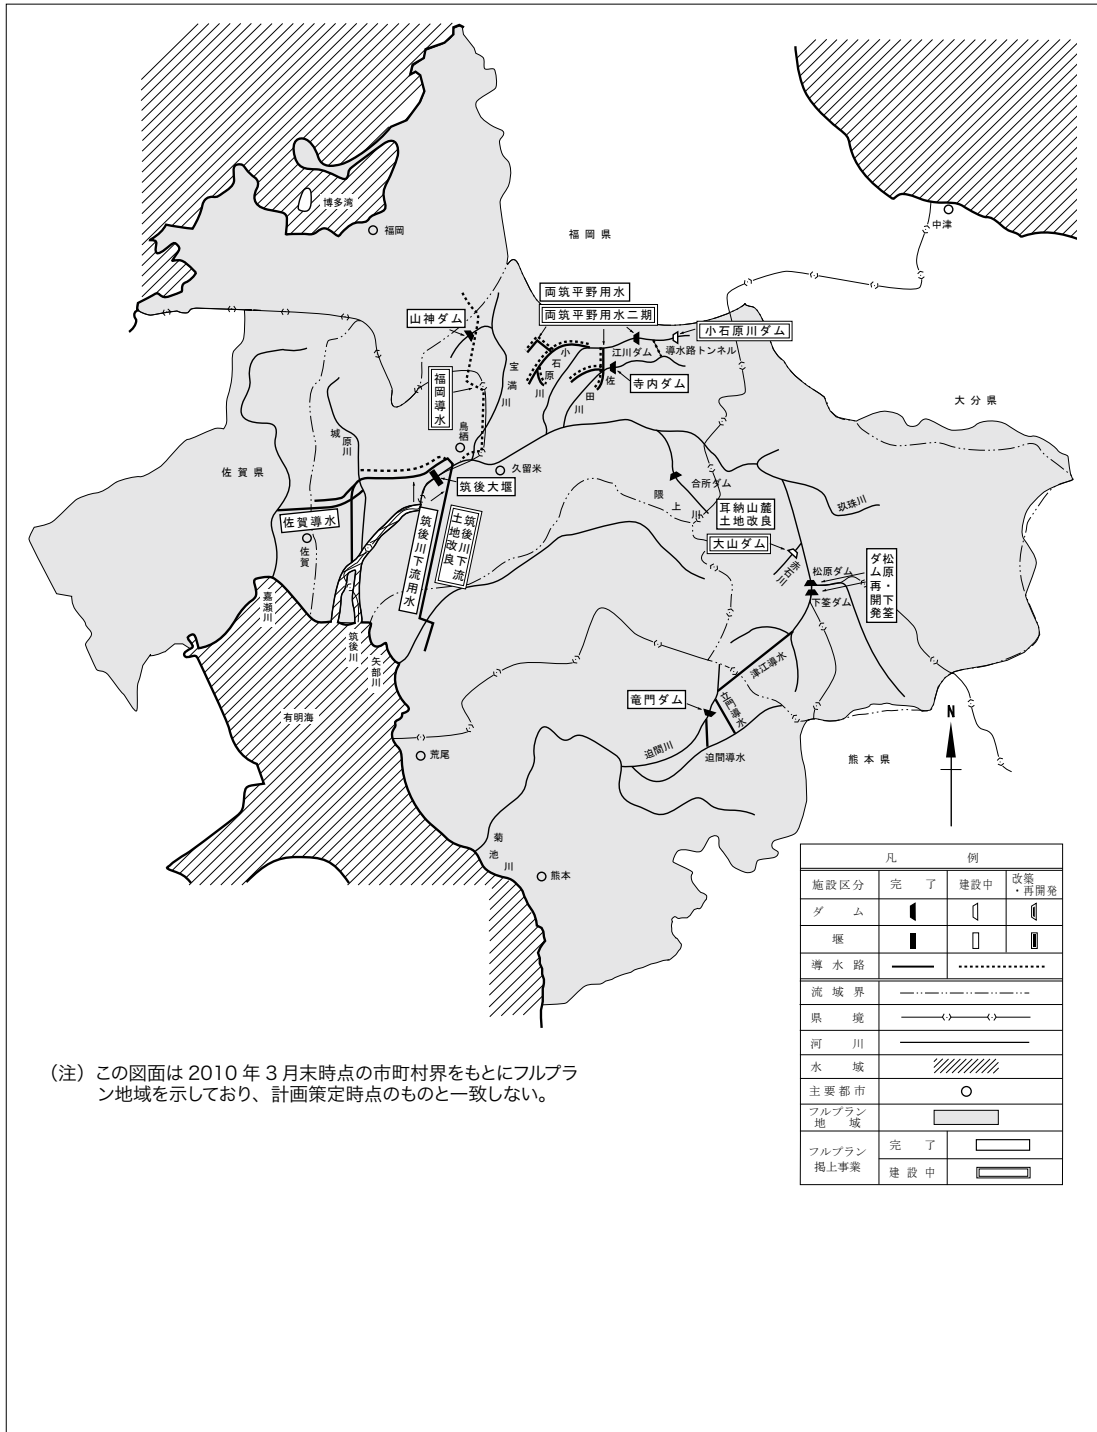 博多湾
福岡
福岡県
中津
両筑平野用水
両筑平野用水二期
山神ダム
小石原川ダム
江川ダム
導水路トンネル
小石原川
宝満川
佐田川
寺内ダム
福岡導水
大分県
鳥栖
城原川
佐賀県
久留米
筑後大堰
合所ダム
隈上川
玖珠川
耳納山麓
土地改良
佐賀導水
佐賀
筑後川下流用水
筑後川下流
土地改良
大山ダム
赤石川
松原ダム
下筌ダム
松原・下筌
ダム再開発
嘉瀬川
筑後川
矢部川
有明海
津江導水
竜門ダム
立門導水
迫間川
迫間導水
荒尾
熊本県
N
菊池川
熊本
凡例
施設区分 完了 建設中 改築
・再開発
ダム
堰
導水路
流域界
県境
河川
水域
主要都市
フルプラン
地域
フルプラン
掲上事業
完了
建設中
(注) この図面は 2010 年 3 月末時点の市町村界をもとにフルプラ
ン地域を示しており、計画策定時点のものと一致しない。